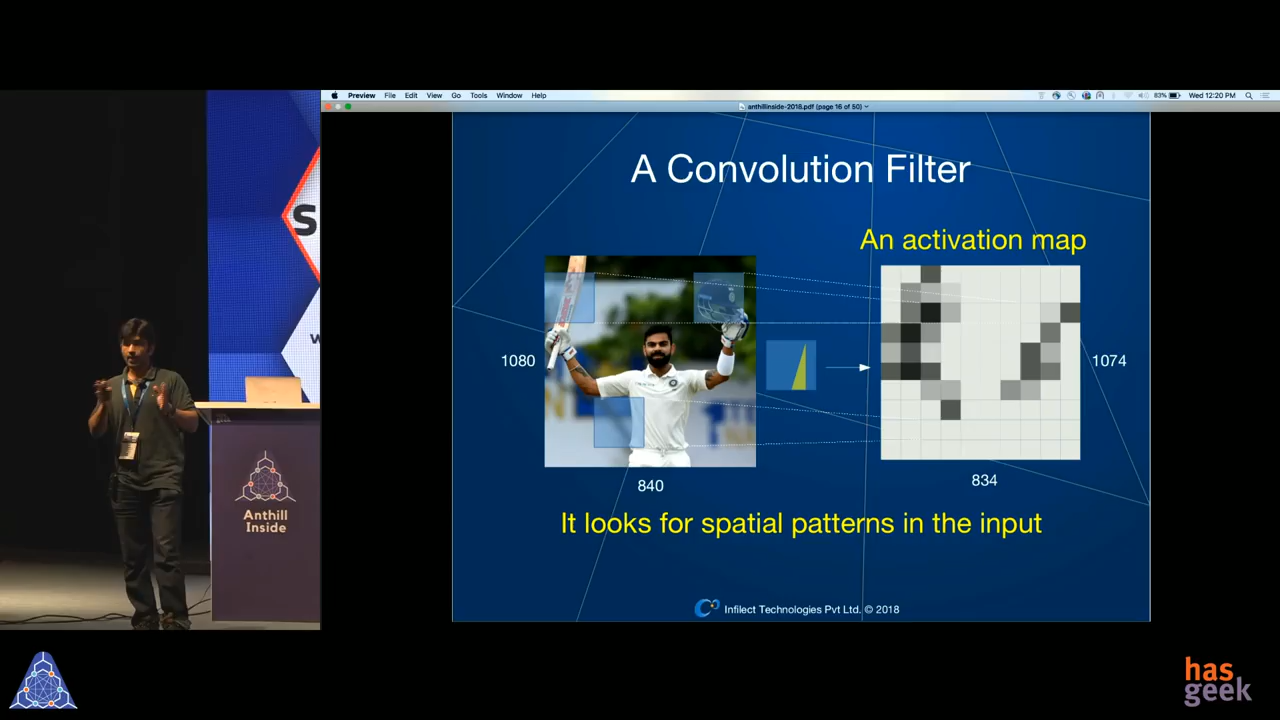 Preview File Edit View Go Tools Window Help
83% Wed 12:20 PM
anthillinside-2018.pdf (page 16 of 50)
A Convolution Filter
An activation map
1080
1074
840
834
It looks for spatial patterns in the input
Infilect Technologies Pvt Ltd. © 2018
S
W
Anthill
Inside
has
geek